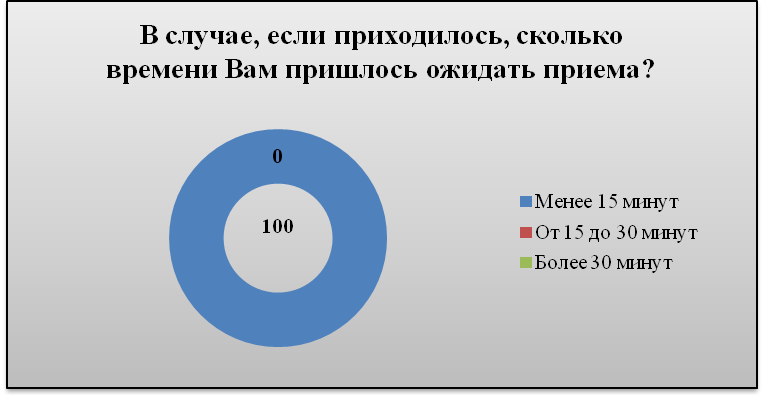 В случае, если приходилось, сколько
времени Вам пришлось ожидать приема?
0
100
Менее 15 минут
От 15 до 30 минут
Более 30 минут